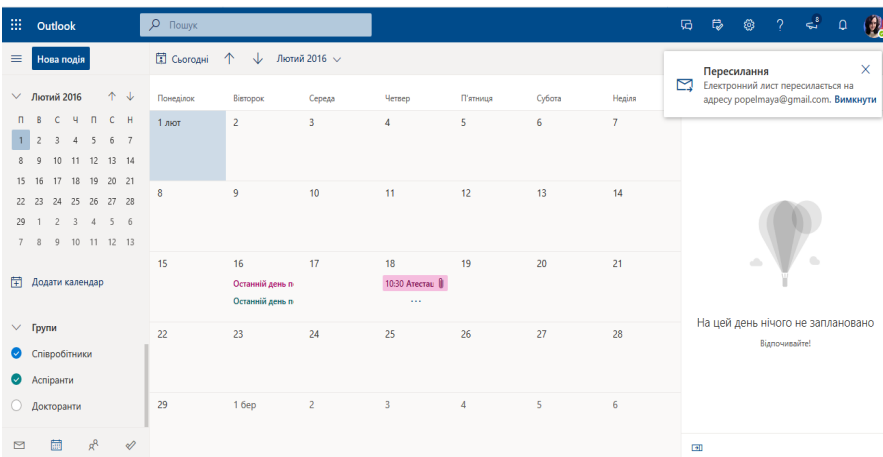 Outlook
Пошук
8
Нова подія
Сьогодні
Лютий 2016
Пересилання
Електронний лист пересилається на
адресу popelmaya@gmail.com. Вимкнути
Лютий 2016
П В С Ч П С Н
1 2 3 4 5 6 7
8 9 10 11 12 13 14
15 16 17 18 19 20 21
22 23 24 25 26 27 28
29 1 2 3 4 5 6
7 8 9 10 11 12 13
Додати календар
Групи
Співробітники
Аспіранти
Докторанти
Понеділок Вівторок Середа Четвер П'ятниця Субота Неділя
1 лют 2 3 4 5 6 7
8 9 10 11 12 13 14
15 16 17 18 19 20 21
Останній день п 10:30 Атестац
Останній день п ...
22 23 24 25 26 27 28
29 1 бер 2 3 4 5 6
На цей день нічого не заплановано
Відпочивайте!